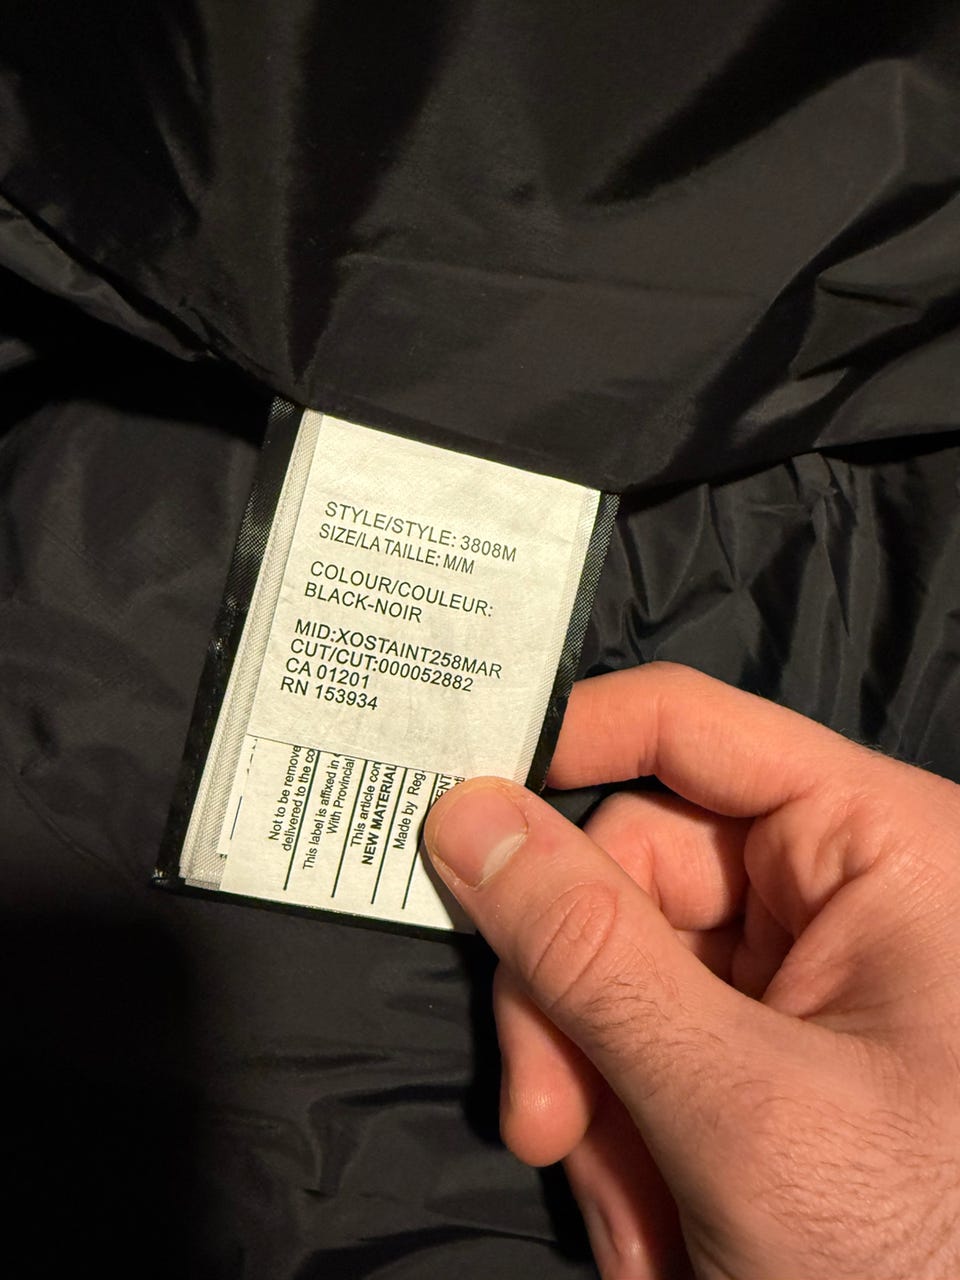 STYLE/STYLE: 3808M
SIZE/LA TAILLE: M/M
COLOUR/COULEUR:
BLACK-NOIR
MID:XOSTAINT258MAR
CUT/CUT:000052882
CA 01201
RN 153934
Not to be remove
delivered to the co
This label is affixed in
With Provincial
This article con
NEW MATERIAL
Made by Reg.
ENT